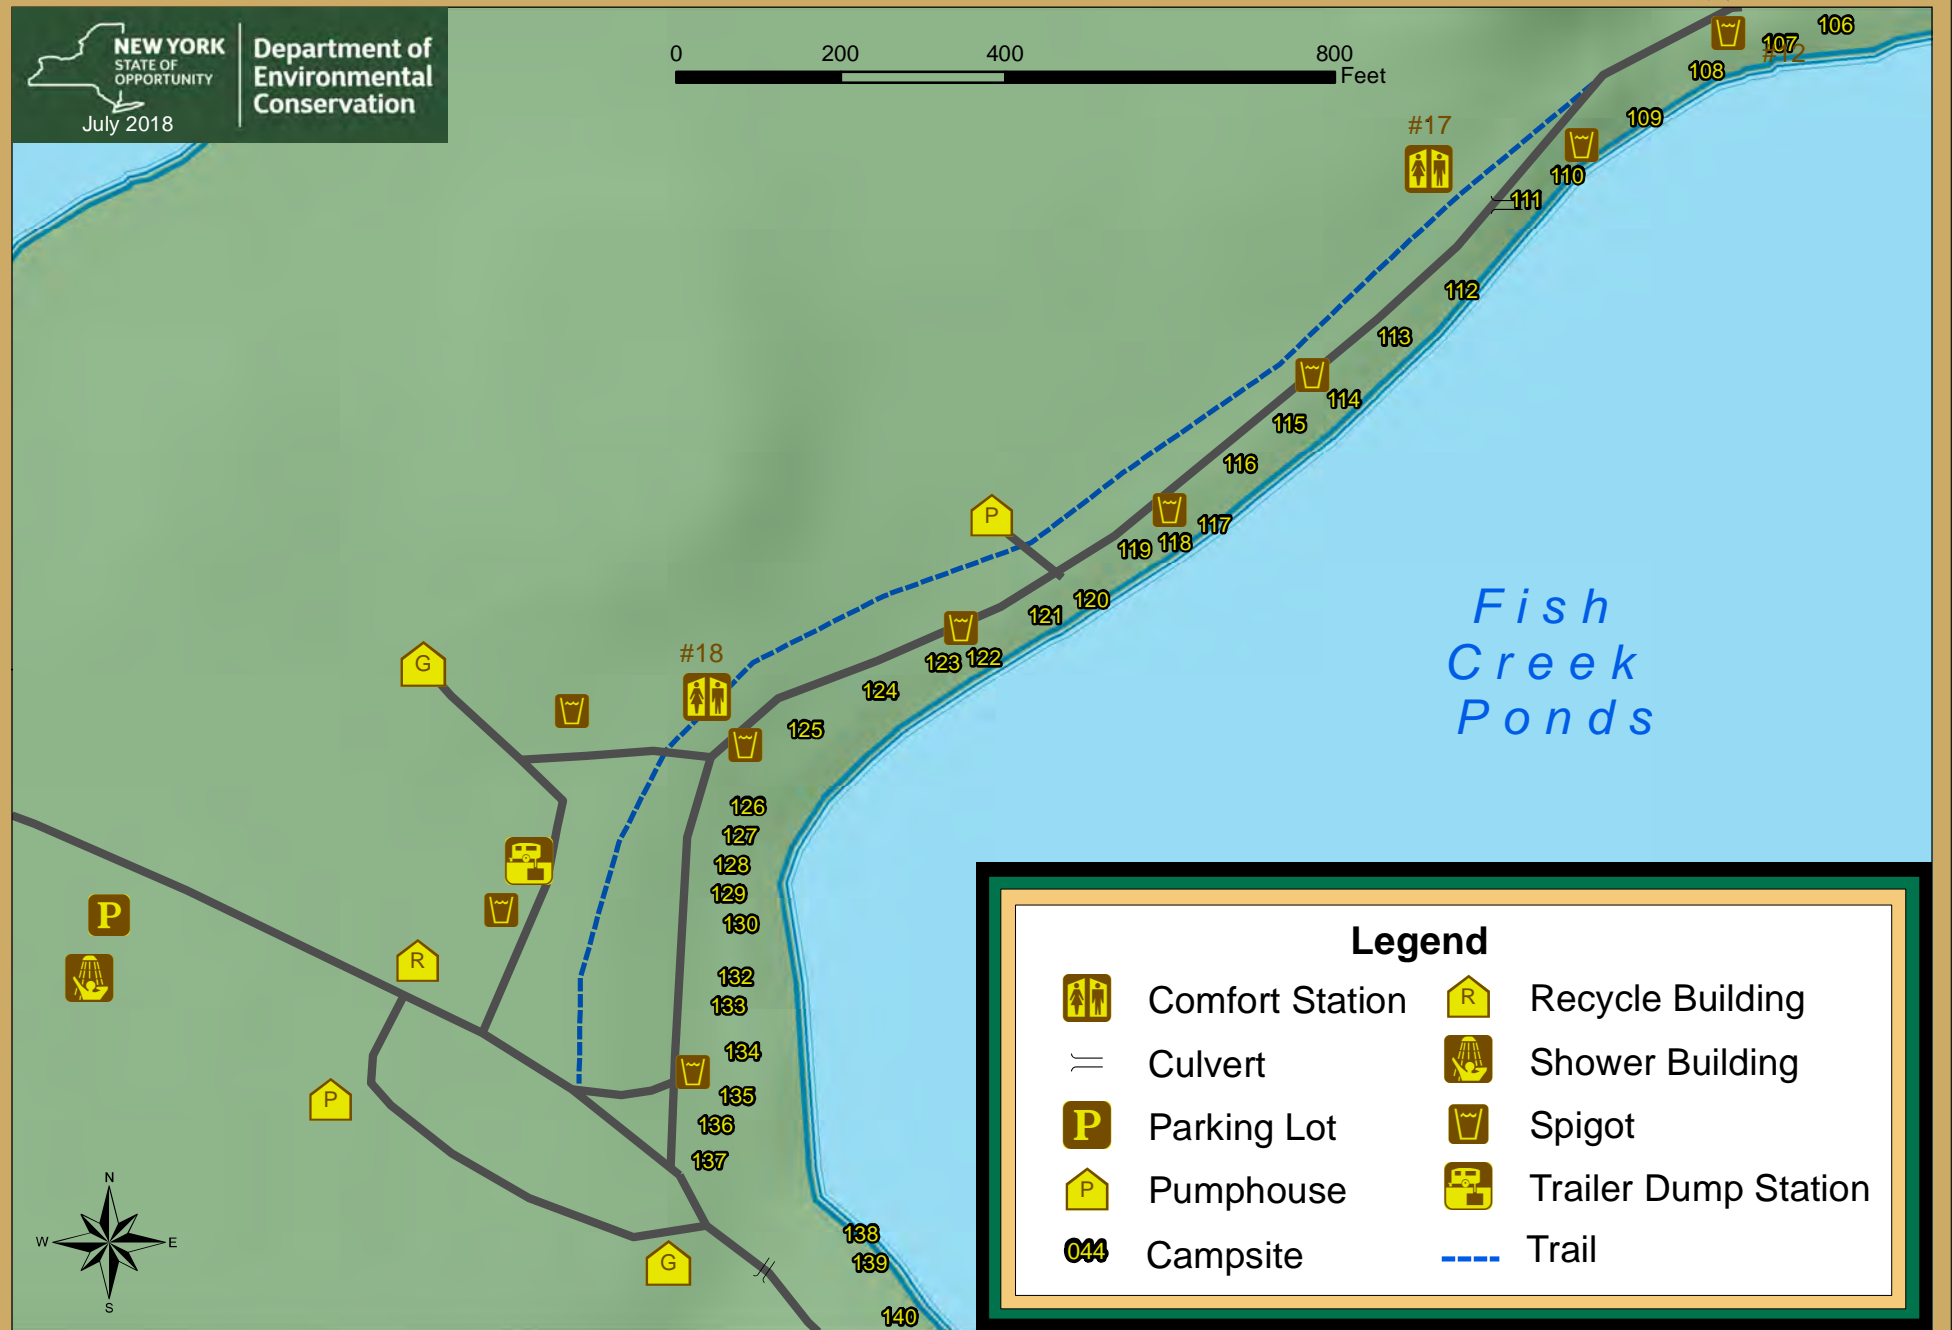 NEW YORK
STATE OF
OPPORTUNITY
Department of
Environmental
Conservation
July 2018
0 200 400 800
Feet
106
107
#12
108
109
#17
110
111
112
113
114
115
116
P
117
118
119
120
121
122
123
124
#18
G
125
126
127
128
129
130
132
133
134
135
136
137
138
139
140
Fish
Creek
Ponds
P
R
P
G
N
W E
S
Legend
Comfort Station
R Recycle Building
Culvert
Shower Building
P Parking Lot
Spigot
P Pumphouse
Trailer Dump Station
044 Campsite
Trail